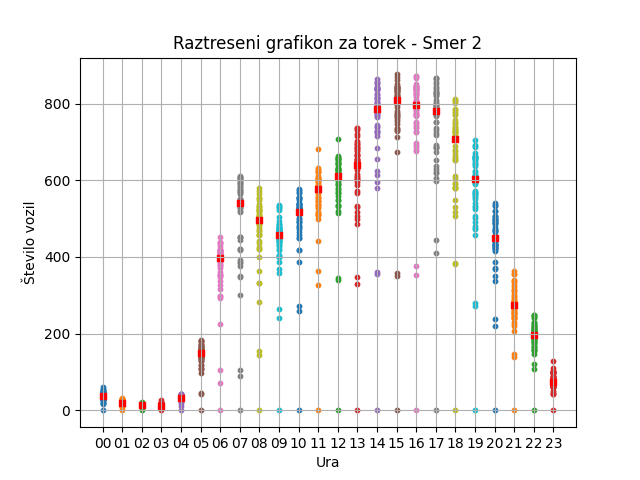 Raztreseni grafikon za torek - Smer 2
Število vozil
800
600
400
200
0
00 01 02 03 04 05 06 07 08 09 10 11 12 13 14 15 16 17 18 19 20 21 22 23
Ura